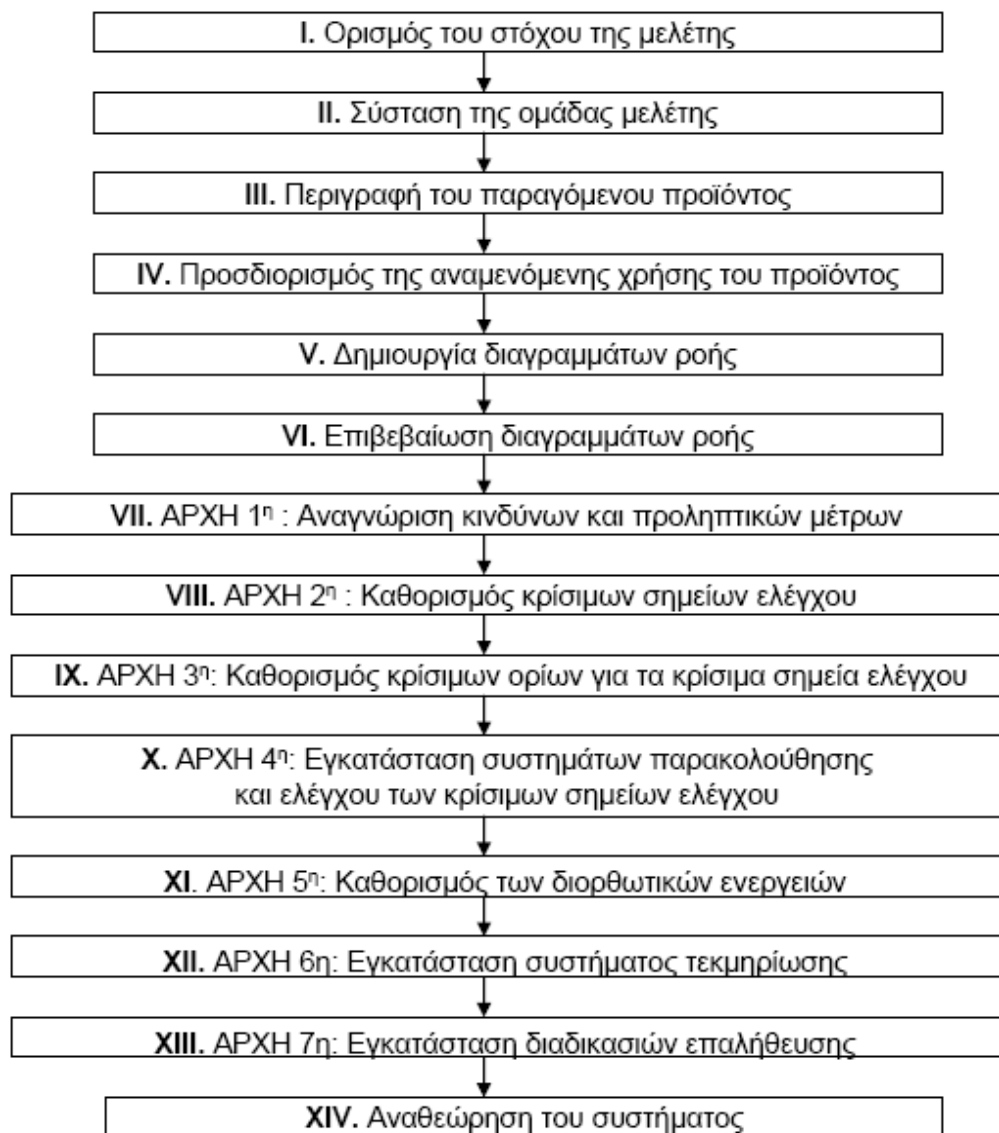 I. Ορισμός του στόχου της μελέτης
II. Σύσταση της ομάδας μελέτης
III. Περιγραφή του παραγόμενου προϊόντος
IV. Προσδιορισμός της αναμενόμενης χρήσης του προϊόντος
V. Δημιουργία διαγραμμάτων ροής
VI. Επιβεβαίωση διαγραμμάτων ροής
VII. ΑΡΧΗ 1η : Αναγνώριση κινδύνων και προληπτικών μέτρων
VIII. ΑΡΧΗ 2η : Καθορισμός κρίσιμων σημείων ελέγχου
IX. ΑΡΧΗ 3η: Καθορισμός κρίσιμων ορίων για τα κρίσιμα σημεία ελέγχου
X. ΑΡΧΗ 4η: Εγκατάσταση συστημάτων παρακολούθησης
και ελέγχου των κρίσιμων σημείων ελέγχου
XI. ΑΡΧΗ 5η: Καθορισμός των διορθωτικών ενεργειών
XII. ΑΡΧΗ 6η: Εγκατάσταση συστήματος τεκμηρίωσης
XIII. ΑΡΧΗ 7η: Εγκατάσταση διαδικασιών επαλήθευσης
XIV. Αναθεώρηση του συστήματος